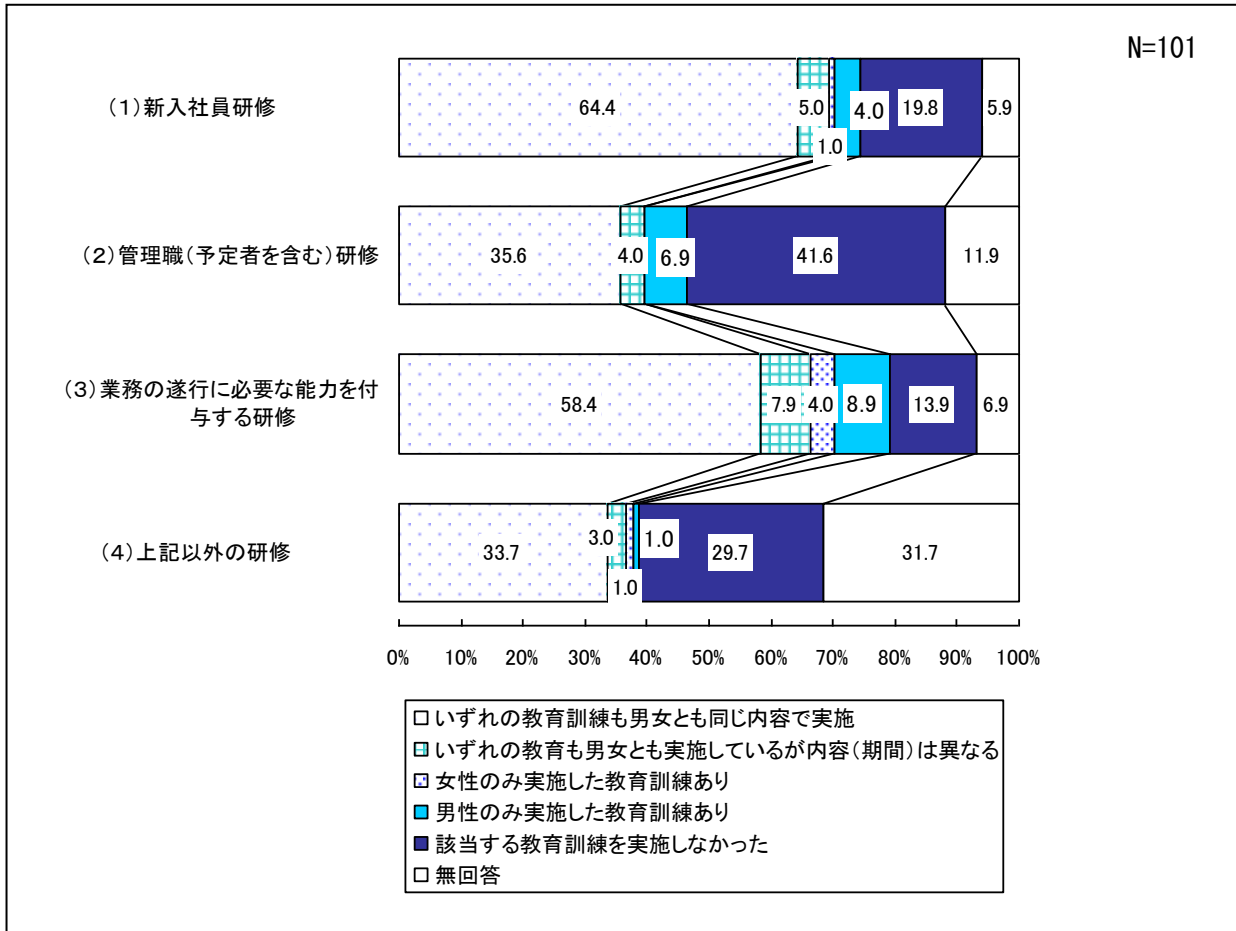 N=101
(1)新入社員研修
64.4
5.0
1.0
4.0
19.8
5.9
(2)管理職(予定者を含む)研修
35.6
4.0
6.9
41.6
11.9
(3)業務の遂行に必要な能力を付
与する研修
58.4
7.9
4.0
8.9
13.9
6.9
(4)上記以外の研修
33.7
3.0
1.0
1.0
29.7
31.7
0% 10% 20% 30% 40% 50% 60% 70% 80% 90% 100%
いずれの教育訓練も男女とも同じ内容で実施
いずれの教育も男女とも実施しているが内容(期間)は異なる
女性のみ実施した教育訓練あり
男性のみ実施した教育訓練あり
該当する教育訓練を実施しなかった
無回答